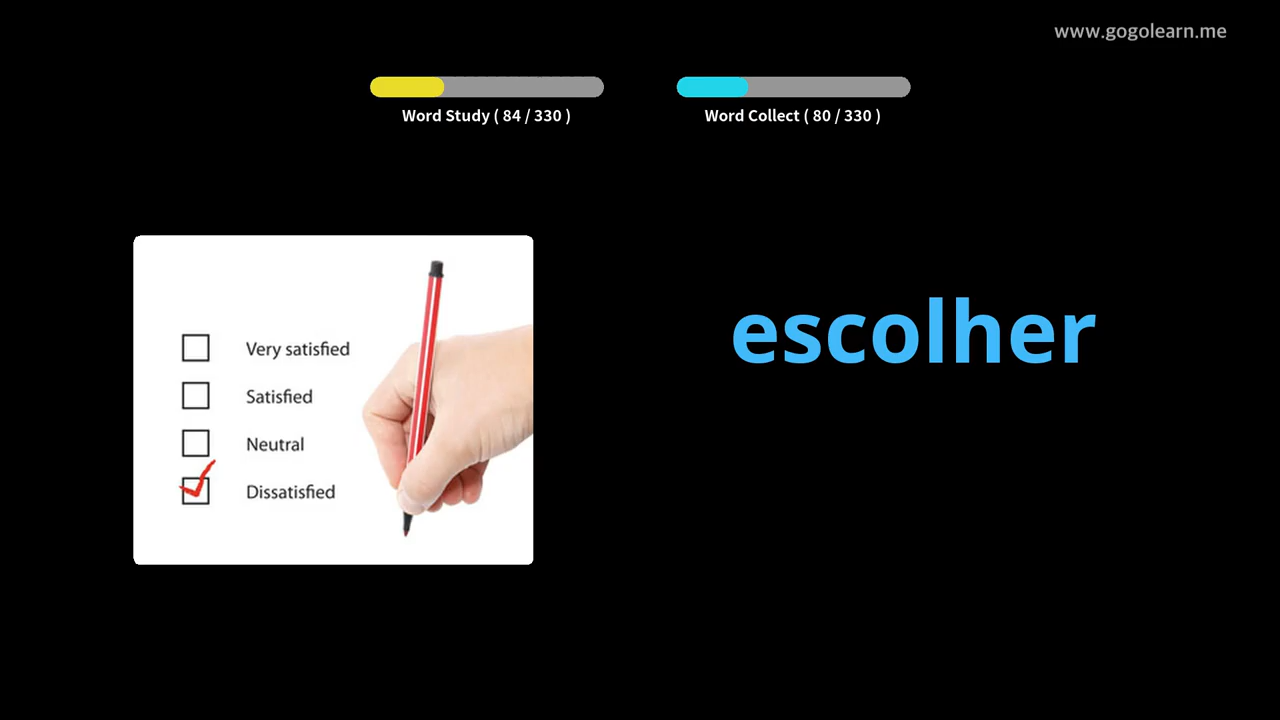 www.gogolearn.me
Word Study ( 84 / 330 )
Word Collect ( 80 / 330 )
Very satisfied
Satisfied
Neutral
Dissatisfied
escolher